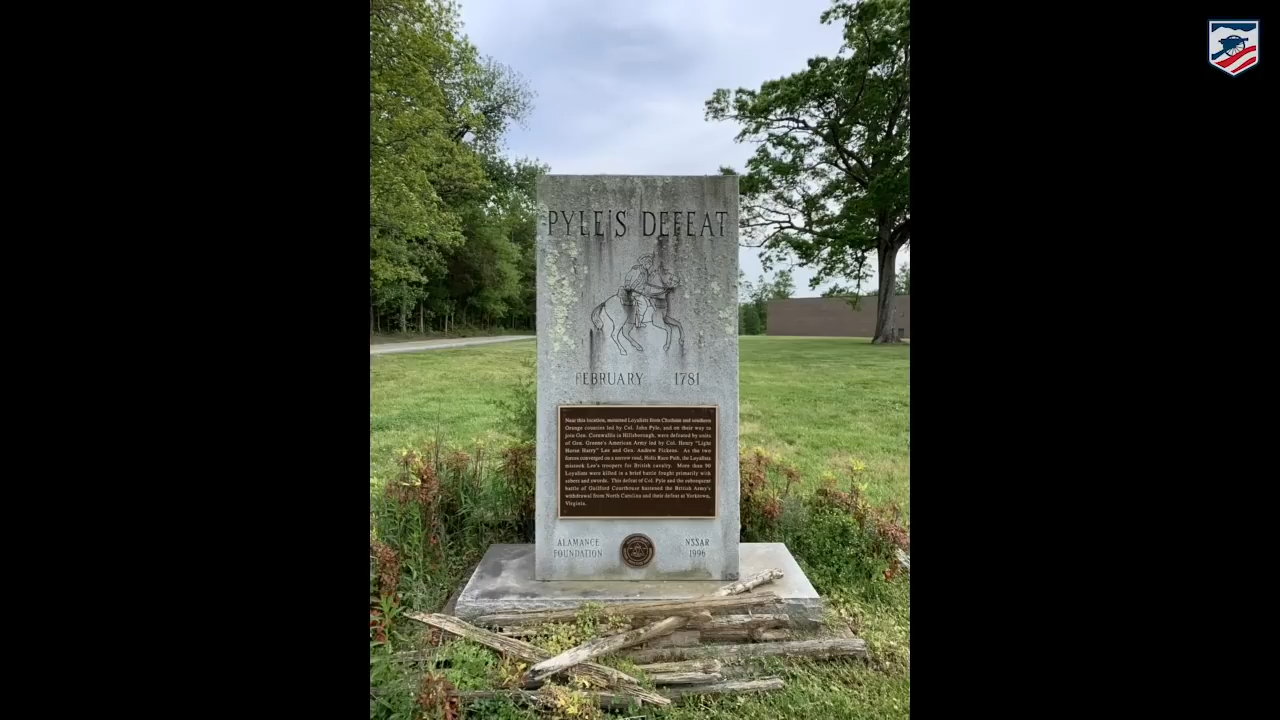 PYLE'S DEFEAT
FEBRUARY 1781
Near this location, mounted Loyalists from Chatham and southern
Orange counties led by Col. John Pyle, and on their way to
join Gen. Cornwallis in Hillsborough, were defeated by units
of Gen. Greene's American Army led by Col. Henry "Light
Horse Harry" Lee and Gen. Andrew Pickens. As the two
forces converged on a narrow road, Holts Race Path, the Loyalists
mistook Lee's troopers for British cavalry. More than 90
Loyalists were killed in a brief battle fought primarily with
sabers and swords. This defeat of Col. Pyle and the subsequent
battle of Guilford Courthouse hastened the British Army's
withdrawal from North Carolina and their defeat at Yorktown,
Virginia.
ALAMANCE NSSAR
FOUNDATION 1996